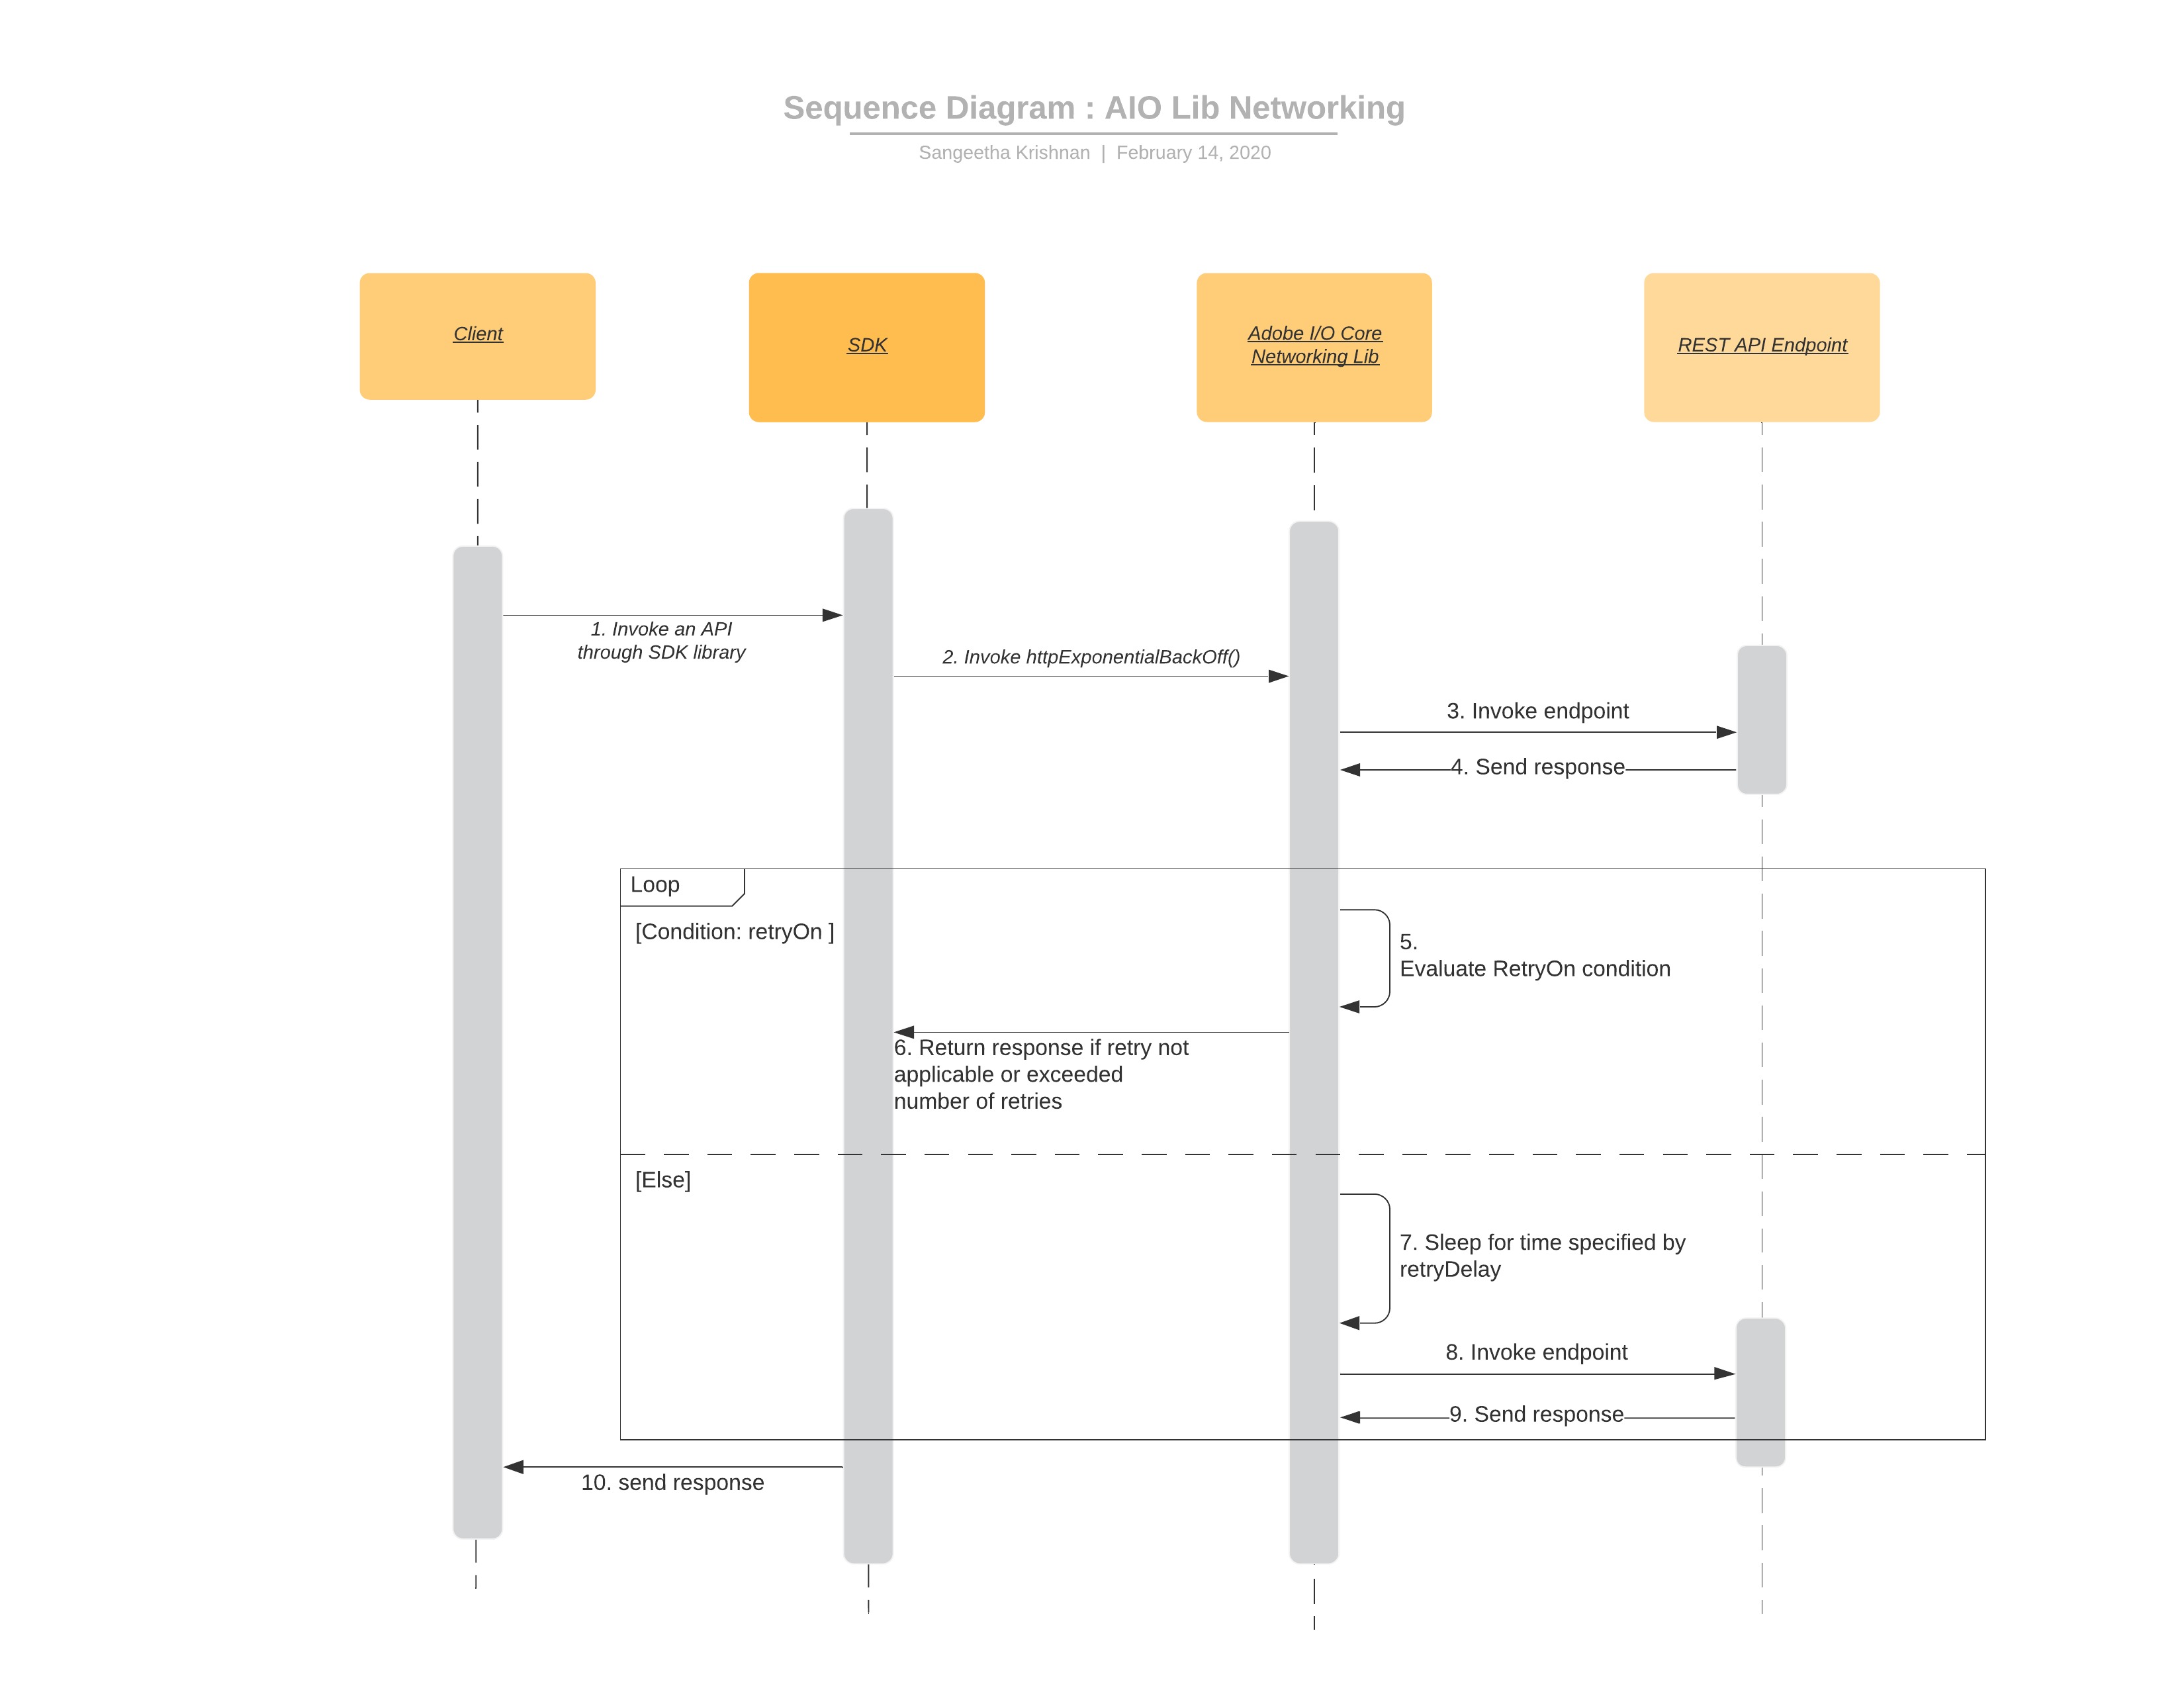 Sequence Diagram : AIO Lib Networking
Sangeetha Krishnan | February 14, 2020
Client
SDK
Adobe I/O Core
Networking Lib
REST API Endpoint
1. Invoke an API
through SDK library
2. Invoke httpExponentialBackOff()
3. Invoke endpoint
4. Send response
Loop
[Condition: retryOn ]
5.
Evaluate RetryOn condition
6. Return response if retry not
applicable or exceeded
number of retries
[Else]
7. Sleep for time specified by
retryDelay
8. Invoke endpoint
9. Send response
10. send response